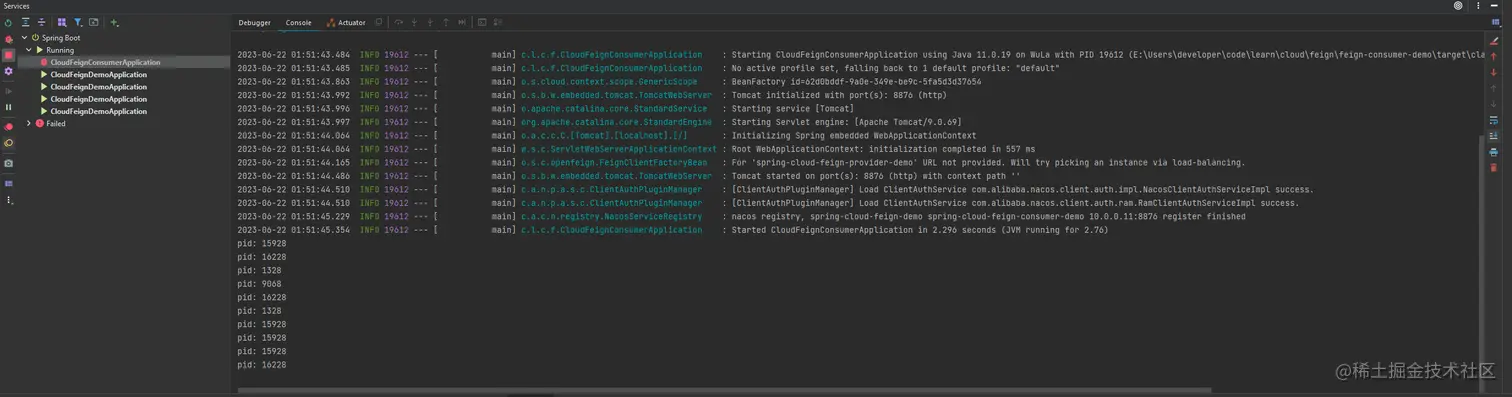 Services
Debugger Console Actuator
Spring Boot
Running
CloudFeignConsumerApplication
CloudFeignDemoApplication
CloudFeignDemoApplication
CloudFeignDemoApplication
CloudFeignDemoApplication
Failed
2023-06-22 01:51:43.484 INFO 19612 --- [ main] c.l.c.f.CloudFeignConsumerApplication : Starting CloudFeignConsumerApplication using Java 11.0.19 on WuLa with PID 19612 (E:\Users\developer\code\learn\cloud\feign\feign-consumer-demo\target\cla
2023-06-22 01:51:43.485 INFO 19612 --- [ main] c.l.c.f.CloudFeignConsumerApplication : No active profile set, falling back to 1 default profile: "default"
2023-06-22 01:51:43.863 INFO 19612 --- [ main] o.s.cloud.context.scope.GenericScope : BeanFactory id=62d0bddf-9a0e-349e-be9c-5fa5d3d37654
2023-06-22 01:51:43.992 INFO 19612 --- [ main] o.s.b.w.embedded.tomcat.TomcatWebServer : Tomcat initialized with port(s): 8876 (http)
2023-06-22 01:51:43.996 INFO 19612 --- [ main] o.apache.catalina.core.StandardService : Starting service [Tomcat]
2023-06-22 01:51:43.997 INFO 19612 --- [ main] org.apache.catalina.core.StandardEngine : Starting Servlet engine: [Apache Tomcat/9.0.69]
2023-06-22 01:51:44.064 INFO 19612 --- [ main] o.a.c.c.C.[Tomcat].[localhost].[/] : Initializing Spring embedded WebApplicationContext
2023-06-22 01:51:44.064 INFO 19612 --- [ main] w.s.c.ServletWebServerApplicationContext : Root WebApplicationContext: initialization completed in 557 ms
2023-06-22 01:51:44.165 INFO 19612 --- [ main] o.s.c.openfeign.FeignClientFactoryBean : For 'spring-cloud-feign-provider-demo' URL not provided. Will try picking an instance via load-balancing.
2023-06-22 01:51:44.486 INFO 19612 --- [ main] o.s.b.w.embedded.tomcat.TomcatWebServer : Tomcat started on port(s): 8876 (http) with context path ''
2023-06-22 01:51:44.510 INFO 19612 --- [ main] c.a.n.p.a.s.c.ClientAuthPluginManager : [ClientAuthPluginManager] Load ClientAuthService com.alibaba.nacos.client.auth.impl.NacosClientAuthServiceImpl success.
2023-06-22 01:51:44.510 INFO 19612 --- [ main] c.a.n.p.a.s.c.ClientAuthPluginManager : [ClientAuthPluginManager] Load ClientAuthService com.alibaba.nacos.client.auth.ram.RamClientAuthServiceImpl success.
2023-06-22 01:51:45.229 INFO 19612 --- [ main] c.a.c.n.registry.NacosServiceRegistry : nacos registry, spring-cloud-feign-demo spring-cloud-feign-consumer-demo 10.0.0.11:8876 register finished
2023-06-22 01:51:45.354 INFO 19612 --- [ main] c.l.c.f.CloudFeignConsumerApplication : Started CloudFeignConsumerApplication in 2.296 seconds (JVM running for 2.76)
pid: 15928
pid: 16228
pid: 1328
pid: 9068
pid: 16228
pid: 1328
pid: 15928
pid: 15928
pid: 15928
pid: 16228
@稀土掘金技术社区